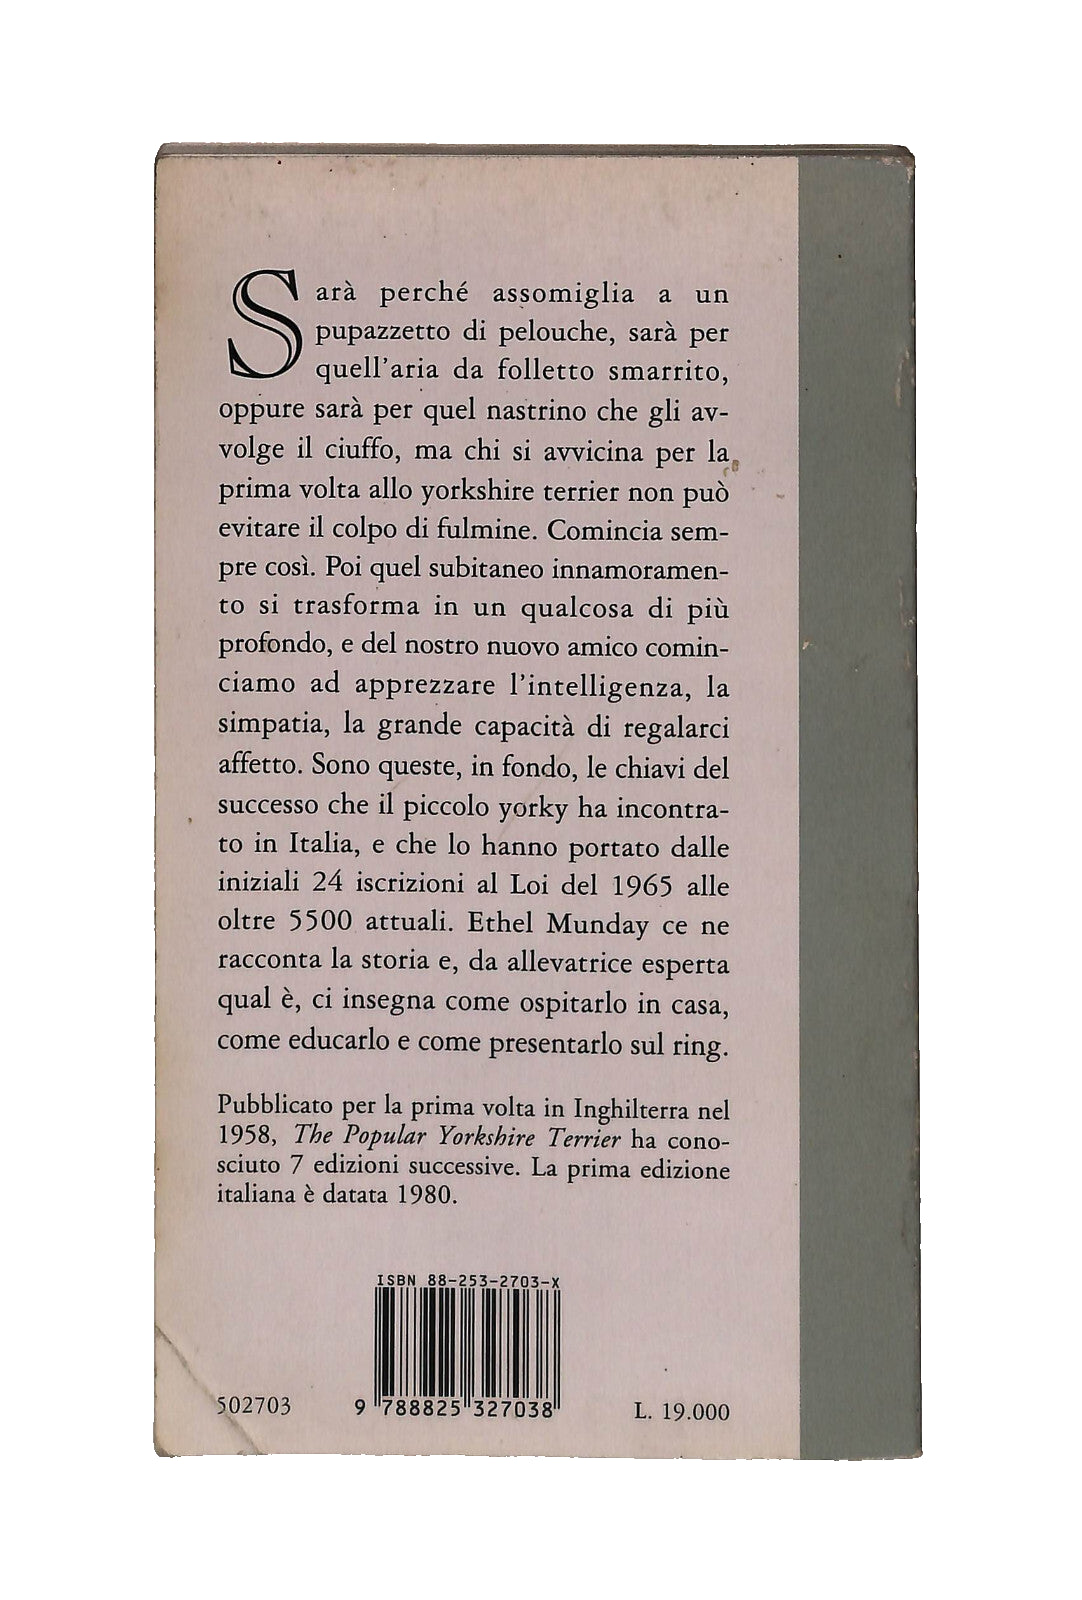 Sarà perché assomiglia a un
pupazzetto di pelouche, sarà per
quell'aria da folletto smarrito,
oppure sarà per quel nastrino che gli av-
volge il ciuffo, ma chi si avvicina per la
prima volta allo yorkshire terrier non può
evitare il colpo di fulmine. Comincia sem-
pre così. Poi quel subitaneo innamoramen-
to si trasforma in un qualcosa di più
profondo, e del nostro nuovo amico comin-
ciamo ad apprezzare l'intelligenza, la
simpatia, la grande capacità di regalarci
affetto. Sono queste, in fondo, le chiavi del
successo che il piccolo yorky ha incontra-
to in Italia, e che lo hanno portato dalle
iniziali 24 iscrizioni al Loi del 1965 alle
oltre 5500 attuali. Ethel Munday ce ne
racconta la storia e, da allevatrice esperta
qual è, ci insegna come ospitarlo in casa,
come educarlo e come presentarlo sul ring.
Pubblicato per la prima volta in Inghilterra nel
1958, The Popular Yorkshire Terrier ha cono-
sciuto 7 edizioni successive. La prima edizione
italiana è datata 1980.
ISBN 88-253-2703-X
502703
9 788825 327038
L. 19.000